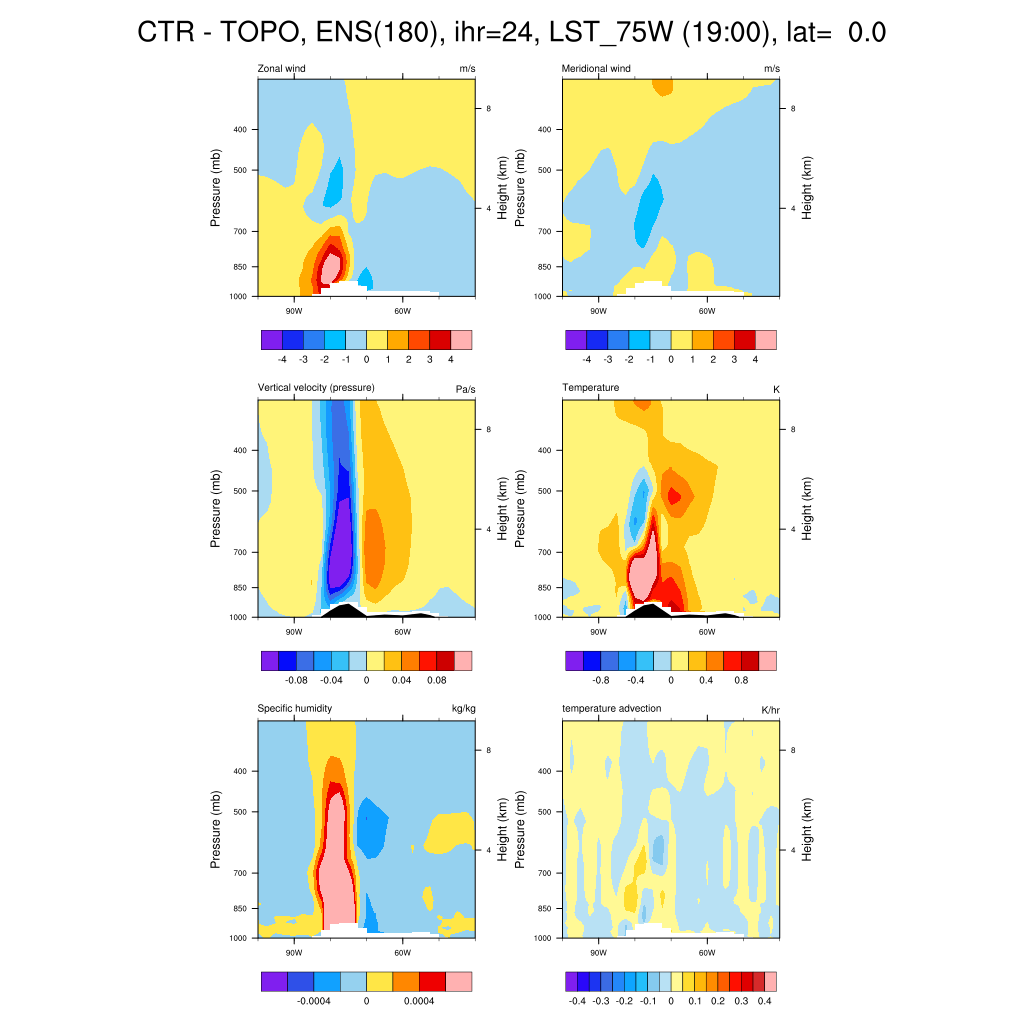 CTR - TOPO, ENS(180), ihr=24, LST_75W (19:00), lat=  0.0
Zonal wind m/s
Pressure (mb)
400
500
700
850
1000
8
4
Height (km)
90W 60W
-4 -3 -2 -1 0 1 2 3 4
Meridional wind m/s
Pressure (mb)
400
500
700
850
1000
8
4
Height (km)
90W 60W
-4 -3 -2 -1 0 1 2 3 4
Vertical velocity (pressure) Pa/s
Pressure (mb)
400
500
700
850
1000
8
4
Height (km)
90W 60W
-0.08 -0.04 0 0.04 0.08
Temperature K
Pressure (mb)
400
500
700
850
1000
8
4
Height (km)
90W 60W
-0.8 -0.4 0 0.4 0.8
Specific humidity kg/kg
Pressure (mb)
400
500
700
850
1000
8
4
Height (km)
90W 60W
-0.0004 0 0.0004
temperature advection K/hr
Pressure (mb)
400
500
700
850
1000
8
4
Height (km)
90W 60W
-0.4 -0.3 -0.2 -0.1 0 0.1 0.2 0.3 0.4